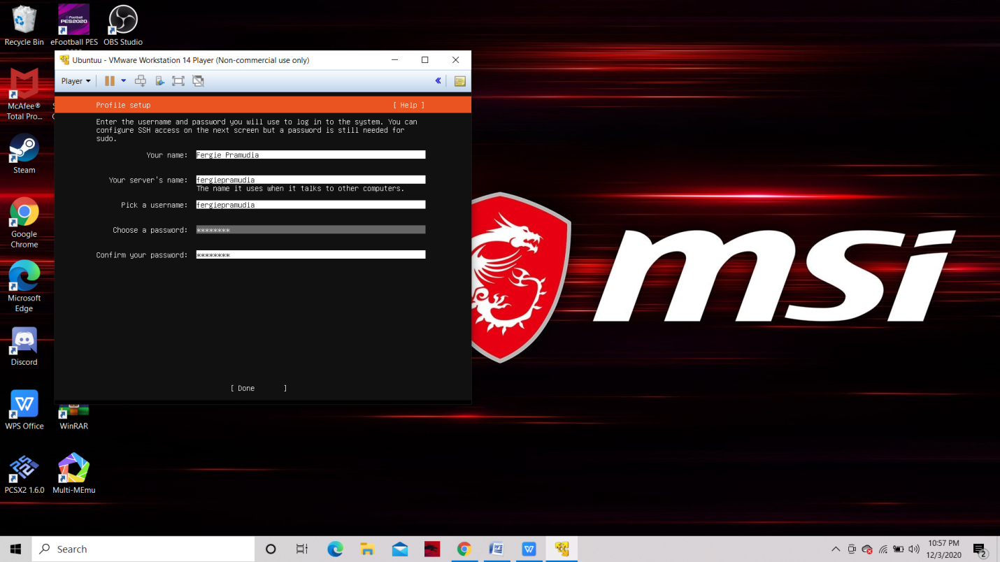 Recycle Bin
eFootball PES
OBS Studio
eFootball
PES2020
McAfee®
Total Pro...
Steam
Google
Chrome
Microsoft
Edge
Discord
WPS Office
WinRAR
PCSX2 1.6.0
Multi-MEmu
Ubuntuu - VMware Workstation 14 Player (Non-commercial use only)
Player
Profile setup
[ Help ]
Enter the username and password you will use to log in to the system. You can
configure SSH access on the next screen but a password is still needed for
sudo.
Your name: Fergie Pramudia
Your server's name: fergiepramudia
The name it uses when it talks to other computers.
Pick a username: fergiepramudia
Choose a password: ********
Confirm your password: ********
[ Done ]
msi
Search
10:57 PM
12/3/2020
2